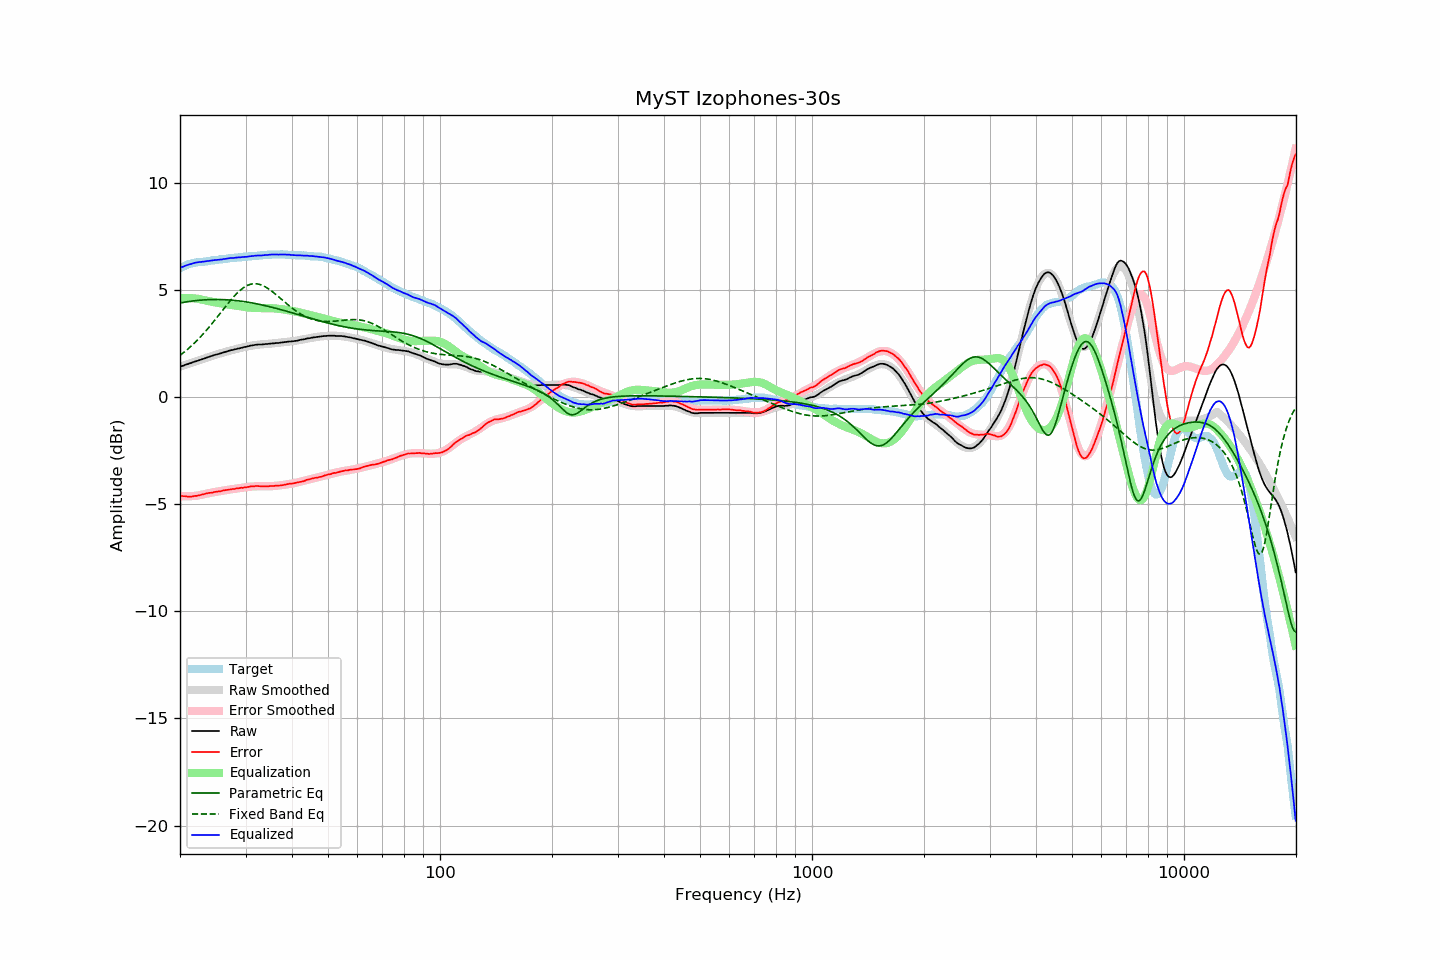 MyST Izophones-30s
10
5
0
−5
−10
−15
−20
Amplitude (dBr)
Target
Raw Smoothed
Error Smoothed
Raw
Error
Equalization
Parametric Eq
Fixed Band Eq
Equalized
100
1000
10000
Frequency (Hz)